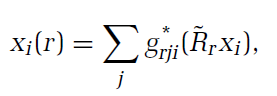 x_i(r) = \sum_j g^*_{rji}(\tilde{R}_r x_i),